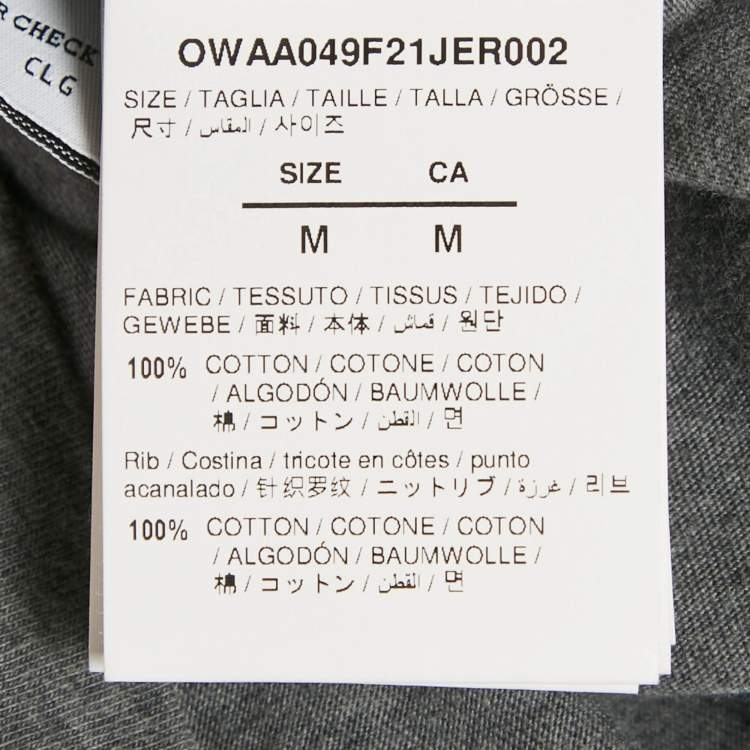 R CHECK
CLG
OWAA049F21JER002
SIZE / TAGLIA / TAILLE / TALLA / GRÖSSE /
尺寸 / المقاس / 사이즈
SIZE CA
M M
FABRIC / TESSUTO / TISSUS / TEJIDO /
GEWEBE / 面料 / 本体 / قماش / 원단
100% COTTON / COTONE / COTON
/ ALGODÓN / BAUMWOLLE /
棉 / コットン / القطن / 면
Rib / Costina / tricote en côtes / punto
acanalado / 针织罗纹 / ニットリブ / غرزة / 리브
100% COTTON / COTONE / COTON
/ ALGODÓN / BAUMWOLLE /
棉 / コットン / القطن / 면